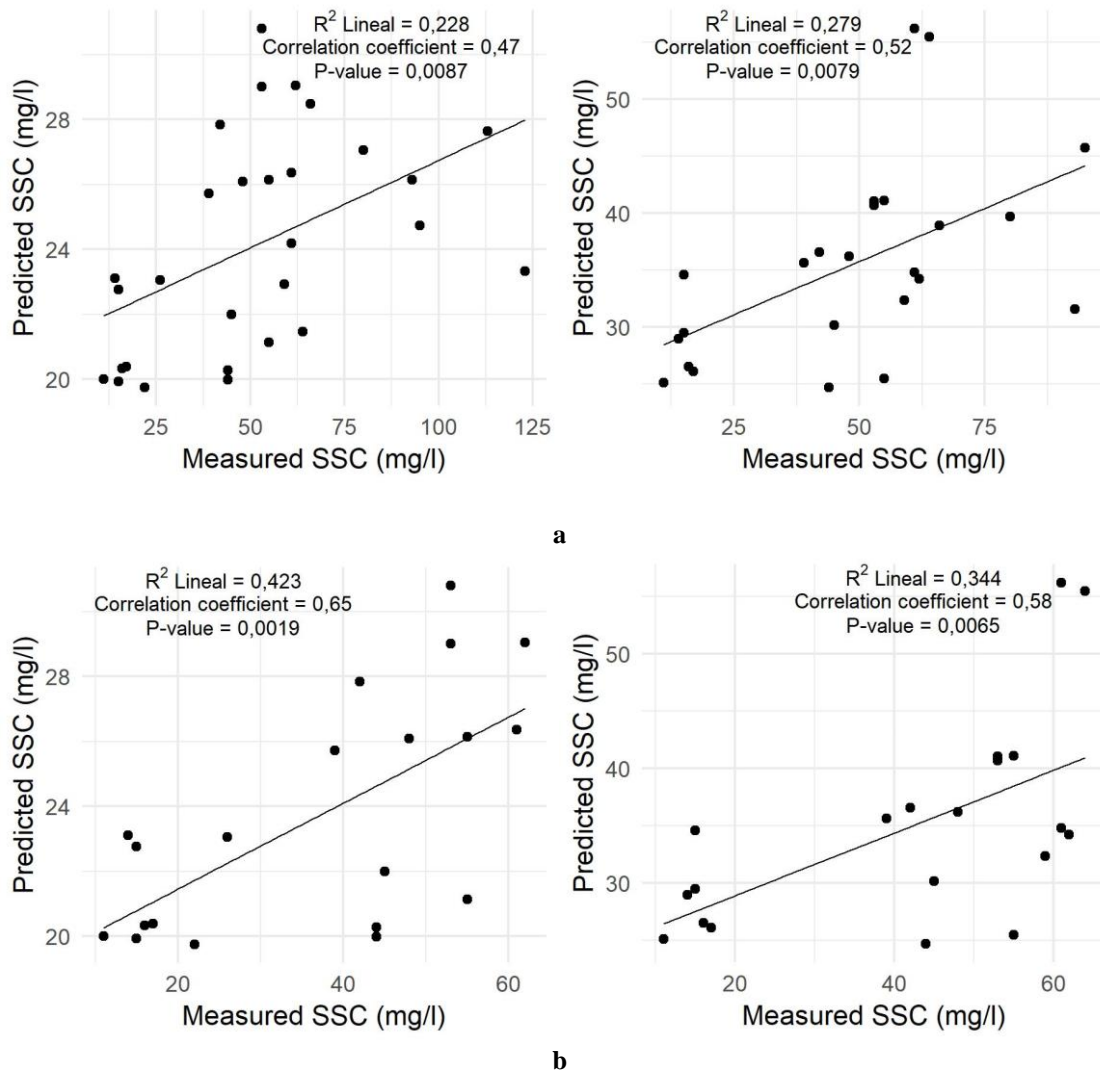 R² Lineal = 0,228
Correlation coefficient = 0,47
P-value = 0,0087
28
24
20
Predicted SSC (mg/l)
25 50 75 100 125
Measured SSC (mg/l)
R² Lineal = 0,279
Correlation coefficient = 0,52
P-value = 0,0079
50
40
30
Predicted SSC (mg/l)
25 50 75
Measured SSC (mg/l)
a
R² Lineal = 0,423
Correlation coefficient = 0,65
P-value = 0,0019
28
24
20
Predicted SSC (mg/l)
20 40 60
Measured SSC (mg/l)
R² Lineal = 0,344
Correlation coefficient = 0,58
P-value = 0,0065
50
40
30
Predicted SSC (mg/l)
20 40 60
Measured SSC (mg/l)
b